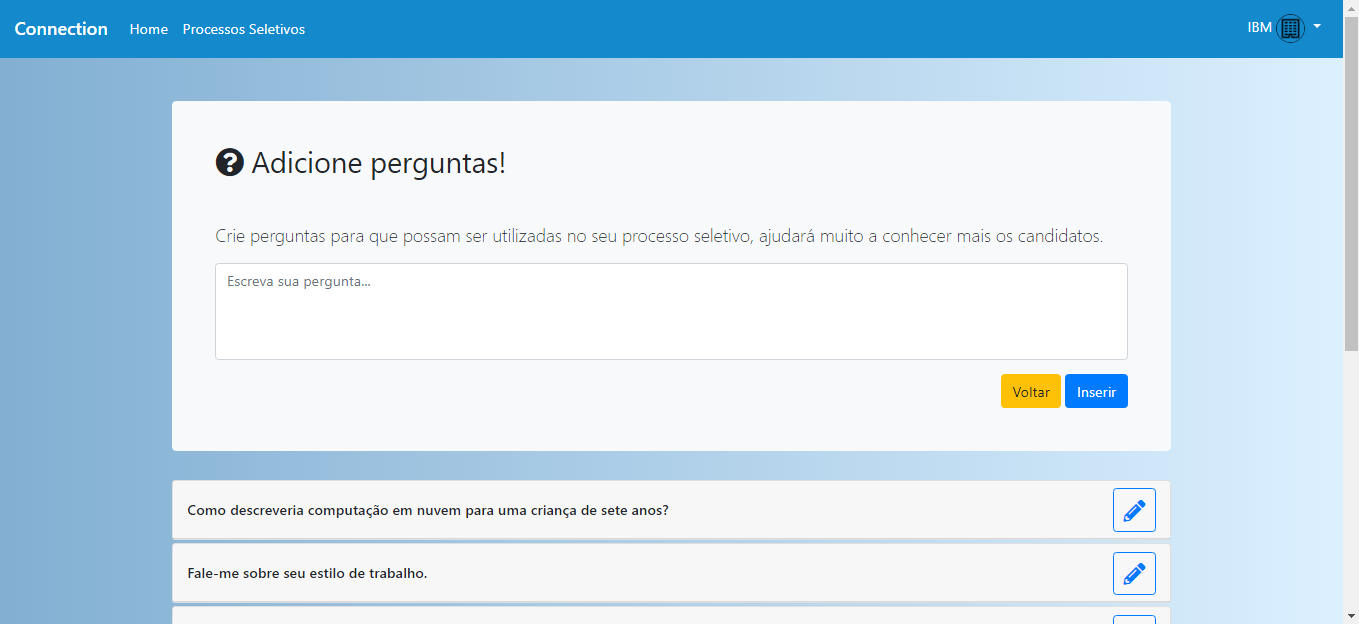 Connection Home Processos Seletivos IBM
Adicione perguntas!
Crie perguntas para que possam ser utilizadas no seu processo seletivo, ajudará muito a conhecer mais os candidatos.
Escreva sua pergunta...
Voltar Inserir
Como descreveria computação em nuvem para uma criança de sete anos?
Fale-me sobre seu estilo de trabalho.